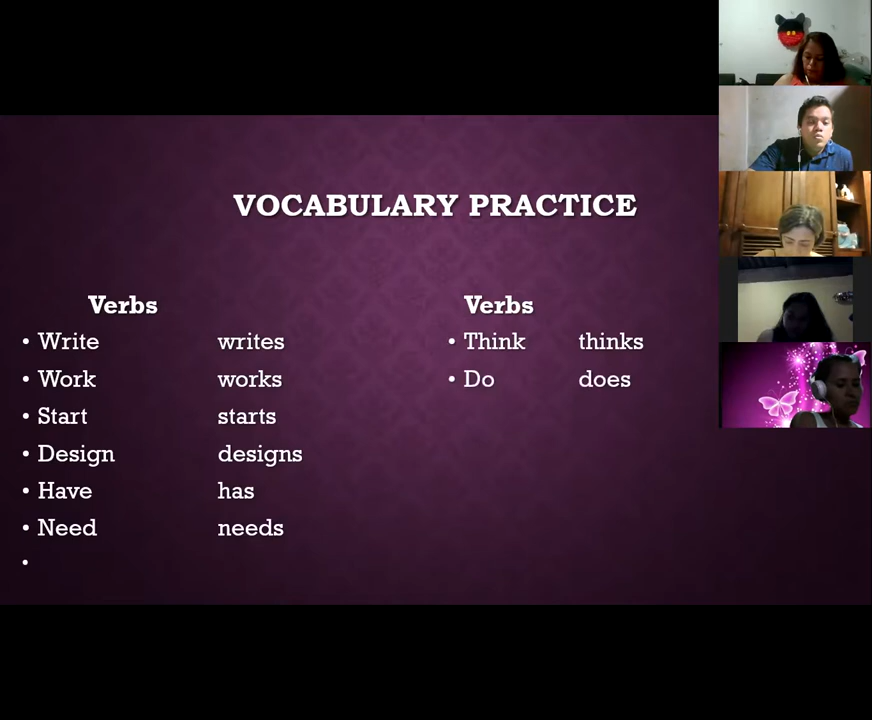 VOCABULARY PRACTICE
Verbs
• Write writes
• Work works
• Start starts
• Design designs
• Have has
• Need needs
•
Verbs
• Think thinks
• Do does